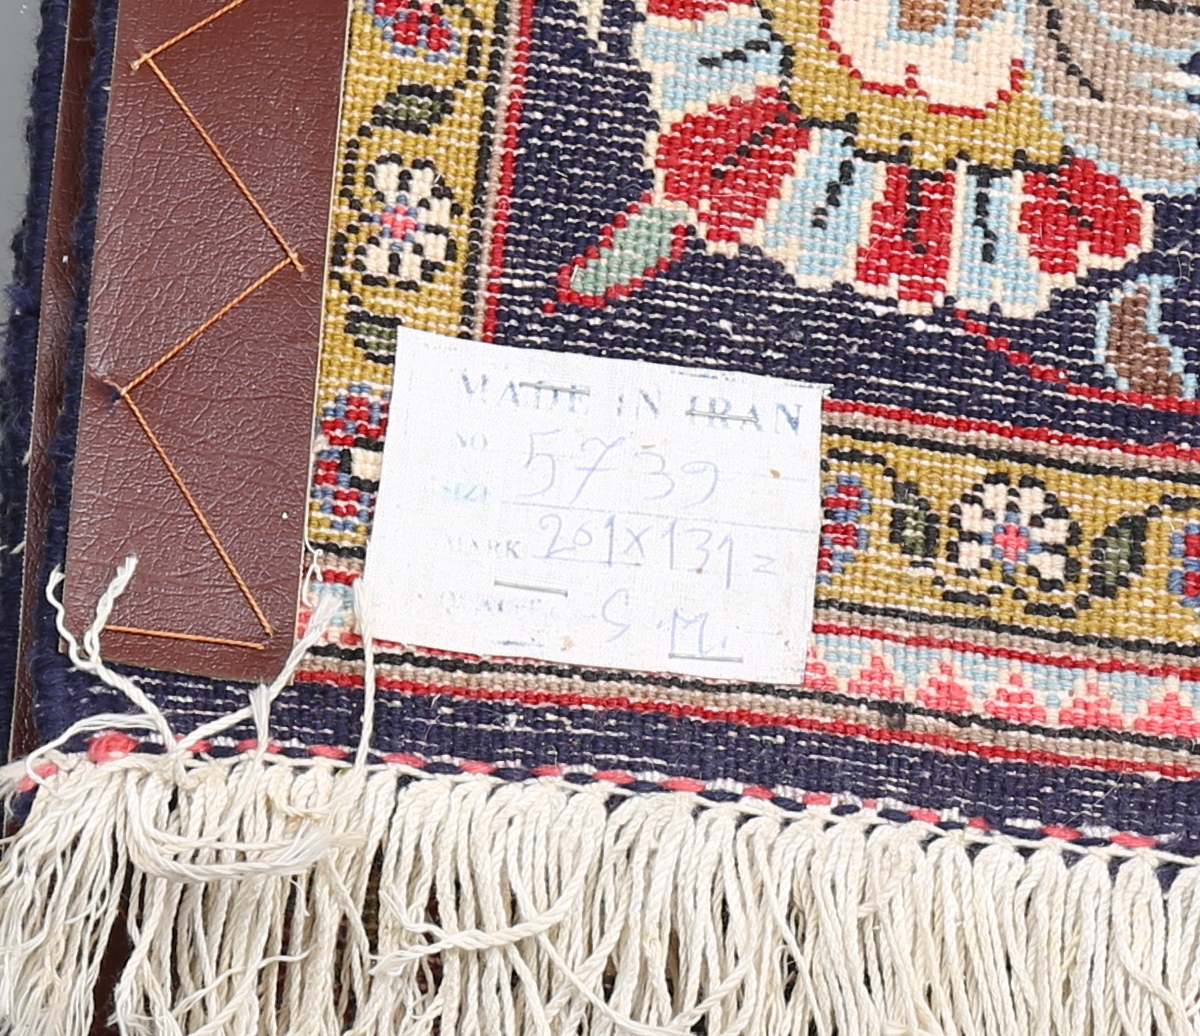 MADE IN IRAN
NO 5739
SIZE
MARK 201x131=